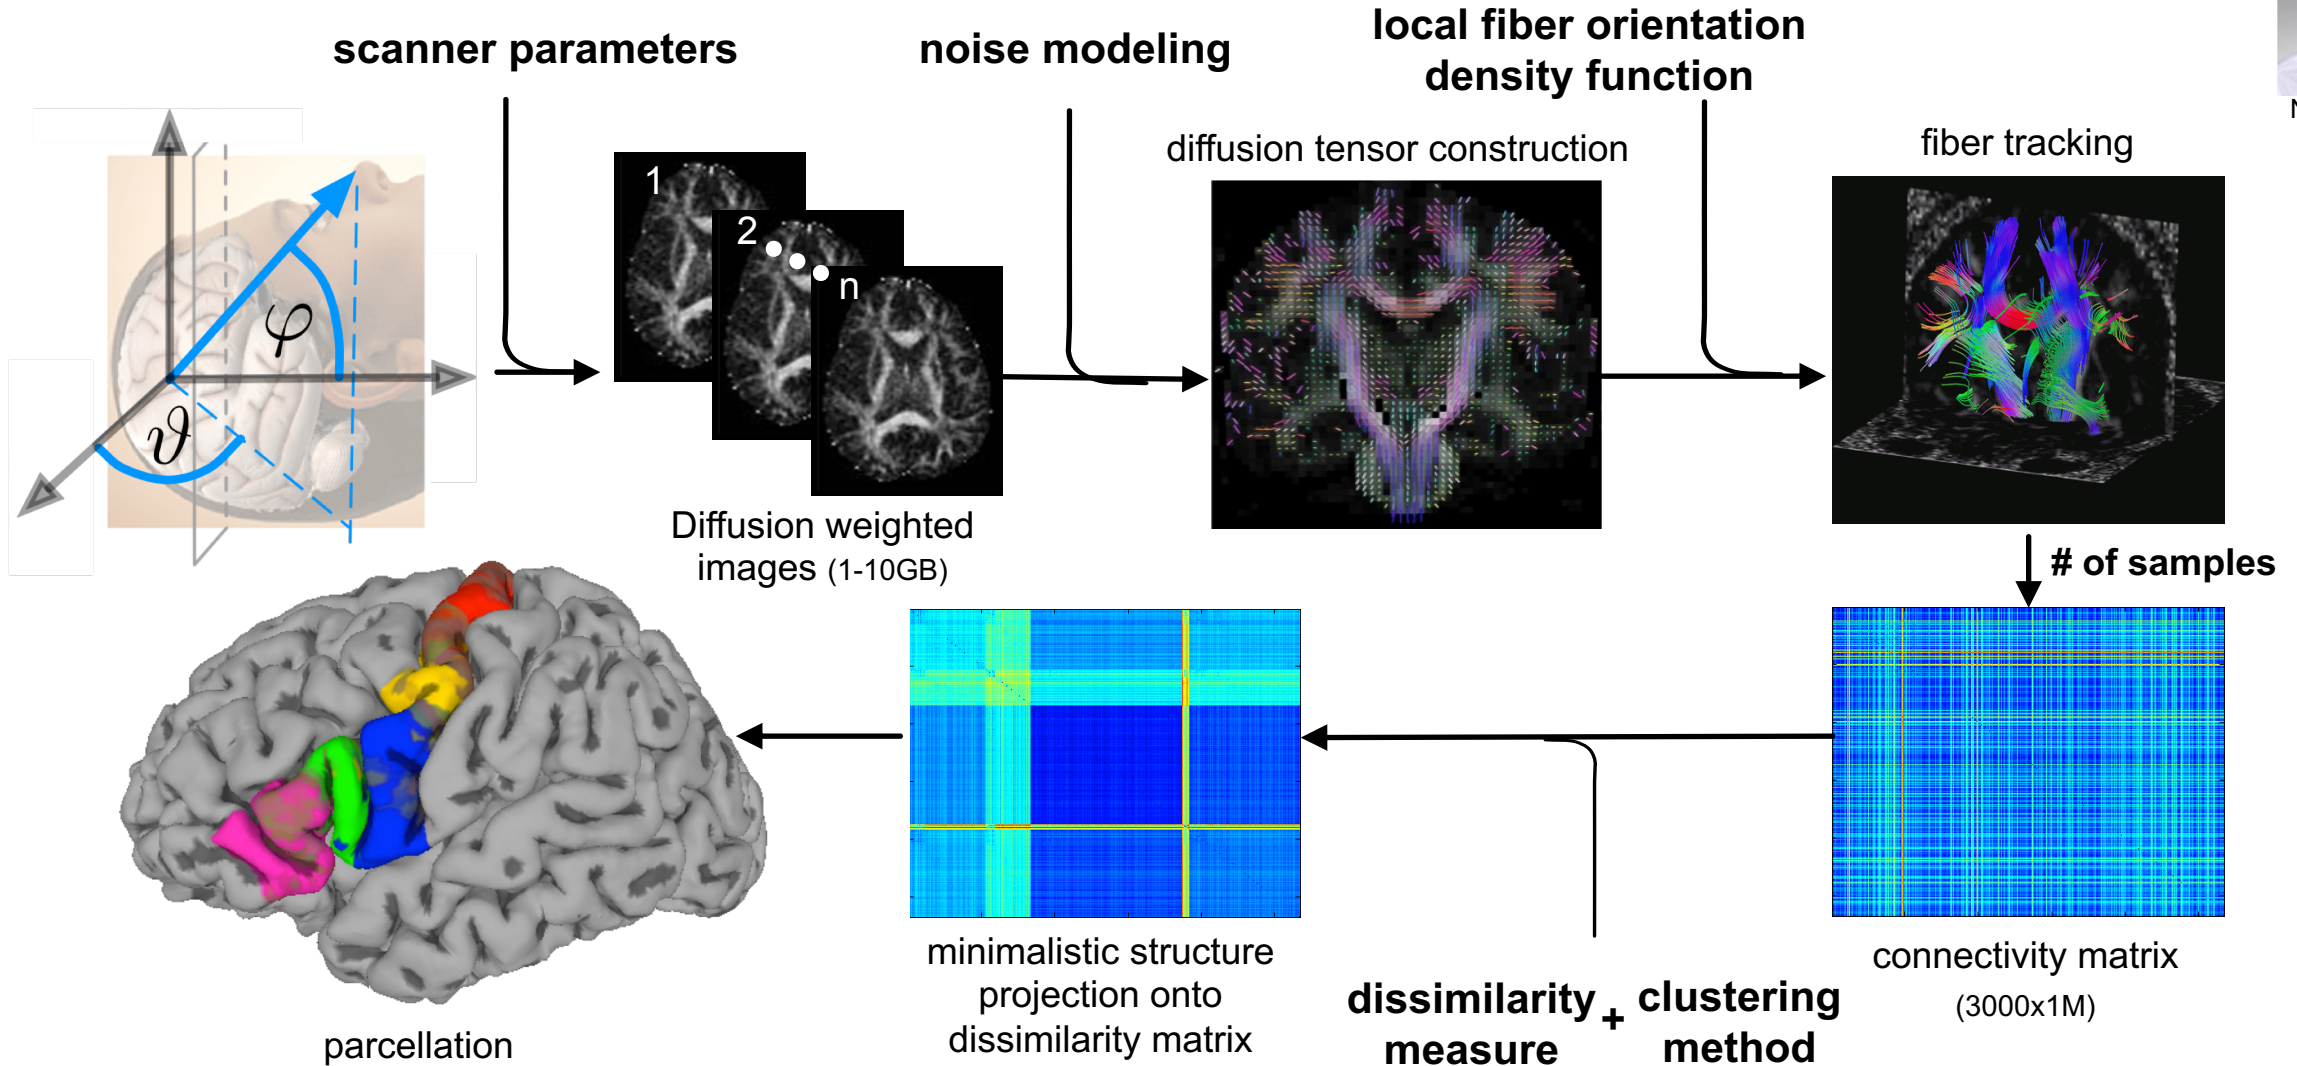 scanner parameters
noise modeling
local fiber orientation
density function
diffusion tensor construction
fiber tracking
N
φ
ϑ
1
2
n
Diffusion weighted
images (1-10GB)
# of samples
connectivity matrix
(3000x1M)
dissimilarity + clustering
measure method
minimalistic structure
projection onto
dissimilarity matrix
parcellation